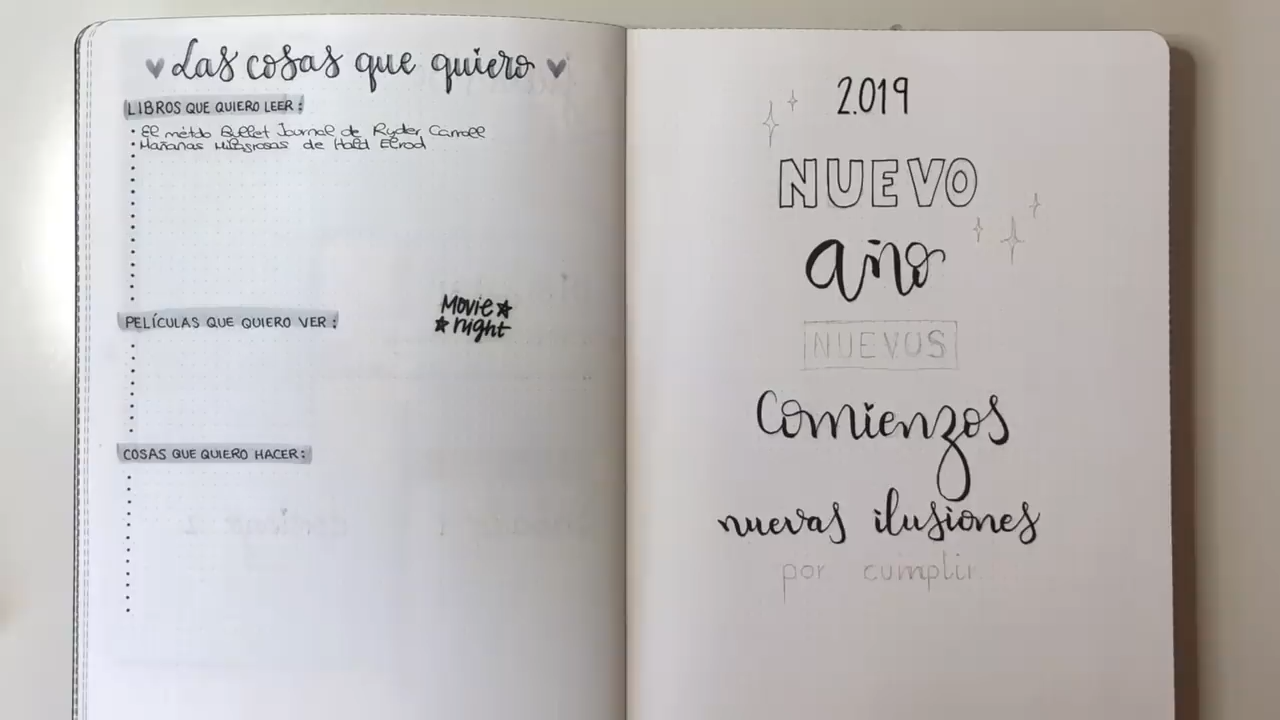 Las cosas que quiero
LIBROS QUE QUIERO LEER:
• El métdo Bullet Journal de Ryder Carroll
• Mañanas Milagrosas de Hald Elrod
PELÍCULAS QUE QUIERO VER:
Movie
night
COSAS QUE QUIERO HACER:
2.019
NUEVO
año
NUEVOS
Comienzos
nuevas ilusiones
por cumplir